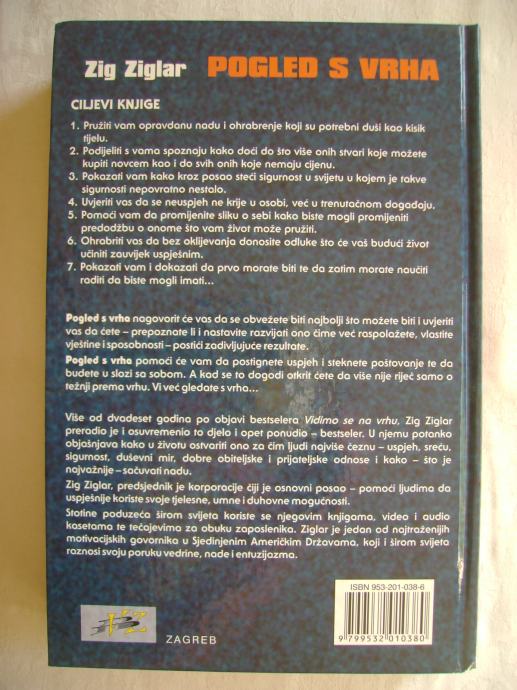 Zig Ziglar POGLED S VRHA
CILJEVI KNJIGE
1. Pružiti vam opravdanu nadu i ohrabrenje koji su potrebni duši kao kisik
tijelu.
2. Podijeliti s vama spoznaju kako doći do što više onih stvari koje možete
kupiti novcem kao i do svih onih koje nemaju cijenu.
3. Pokazati vam kako kroz posao steći sigurnost u svijetu u kojem je takve
sigurnosti nepovratno nestalo.
4. Uvjeriti vas da se neuspjeh ne krije u osobi, već u trenutačnom događaju.
5. Pomoći vam da promijenite sliku o sebi kako biste mogli promijeniti
predodžbu o onome što vam život može pružiti.
6. Ohrabriti vas da bez oklijevanja donosite odluke što će vaš budući život
učiniti zauvijek uspješnim.
7. Pokazati vam i dokazati da prvo morate biti te da zatim morate naučiti
raditi da biste mogli imati...
Pogled s vrha nagovorit će vas da se obvežete biti najbolji što možete biti i uvjeriti
vas da ćete – prepoznate li i nastavite razvijati ono čime već raspolažete, vlastite
vještine i sposobnosti – postići zadivljujuće rezultate.
Pogled s vrha pomoći će vam da postignete uspjeh i steknete poštovanje te da
budete u slozi sa sobom. A kad se to dogodi otkrit ćete da više nije riječ samo o
težnji prema vrhu. Vi već gledate s vrha...
Više od dvadeset godina po objavi bestselera Vidimo se na vrhu, Zig Ziglar
preradio je i osuvremenio to djelo i opet ponudio – bestseler. U njemu potanko
objašnjava kako u životu ostvariti ono za čim ljudi najviše čeznu – uspjeh, sreću,
sigurnost, duševni mir, dobre obiteljske i prijateljske odnose i kako – što je
najvažnije – sačuvati nadu.
Zig Ziglar, predsjednik je korporacije čiji je osnovni posao – pomoći ljudima da
uspješnije koriste svoje tjelesne, umne i duhovne mogućnosti.
Stotine poduzeća širom svijeta koriste se njegovim knjigama, video i audio
kasetama te tečajevima za obuku zaposlenika. Ziglar je jedan od najtraženijih
motivacijskih govornika u Sjedinjenim Američkim Državama, koji i širom svijeta
raznosi svoju poruku vedrine, nade i entuzijazma.
ISBN 953-201-038-6
9 799532 010380
ZAGREB